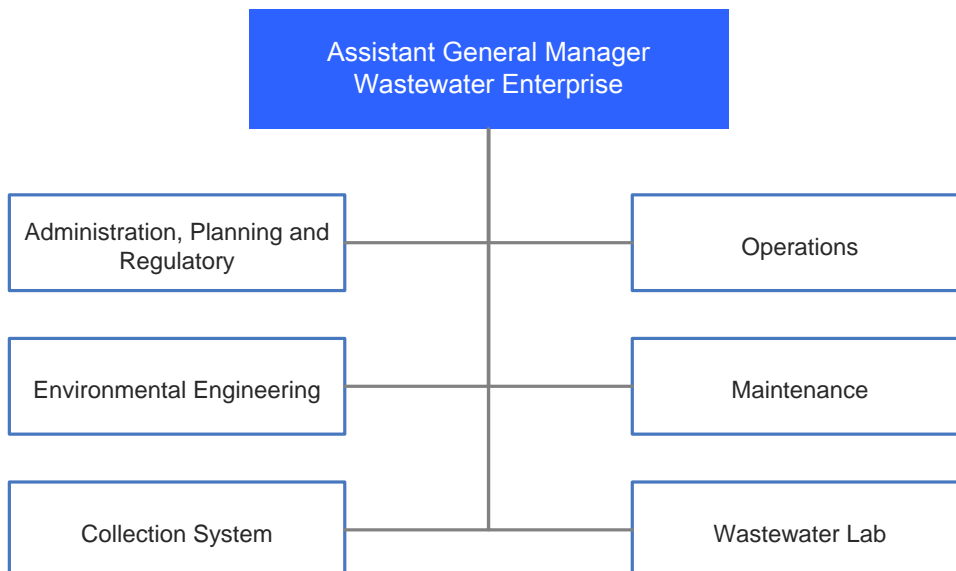 Assistant General Manager
Wastewater Enterprise
Administration, Planning and
Regulatory
Operations
Environmental Engineering
Maintenance
Collection System
Wastewater Lab